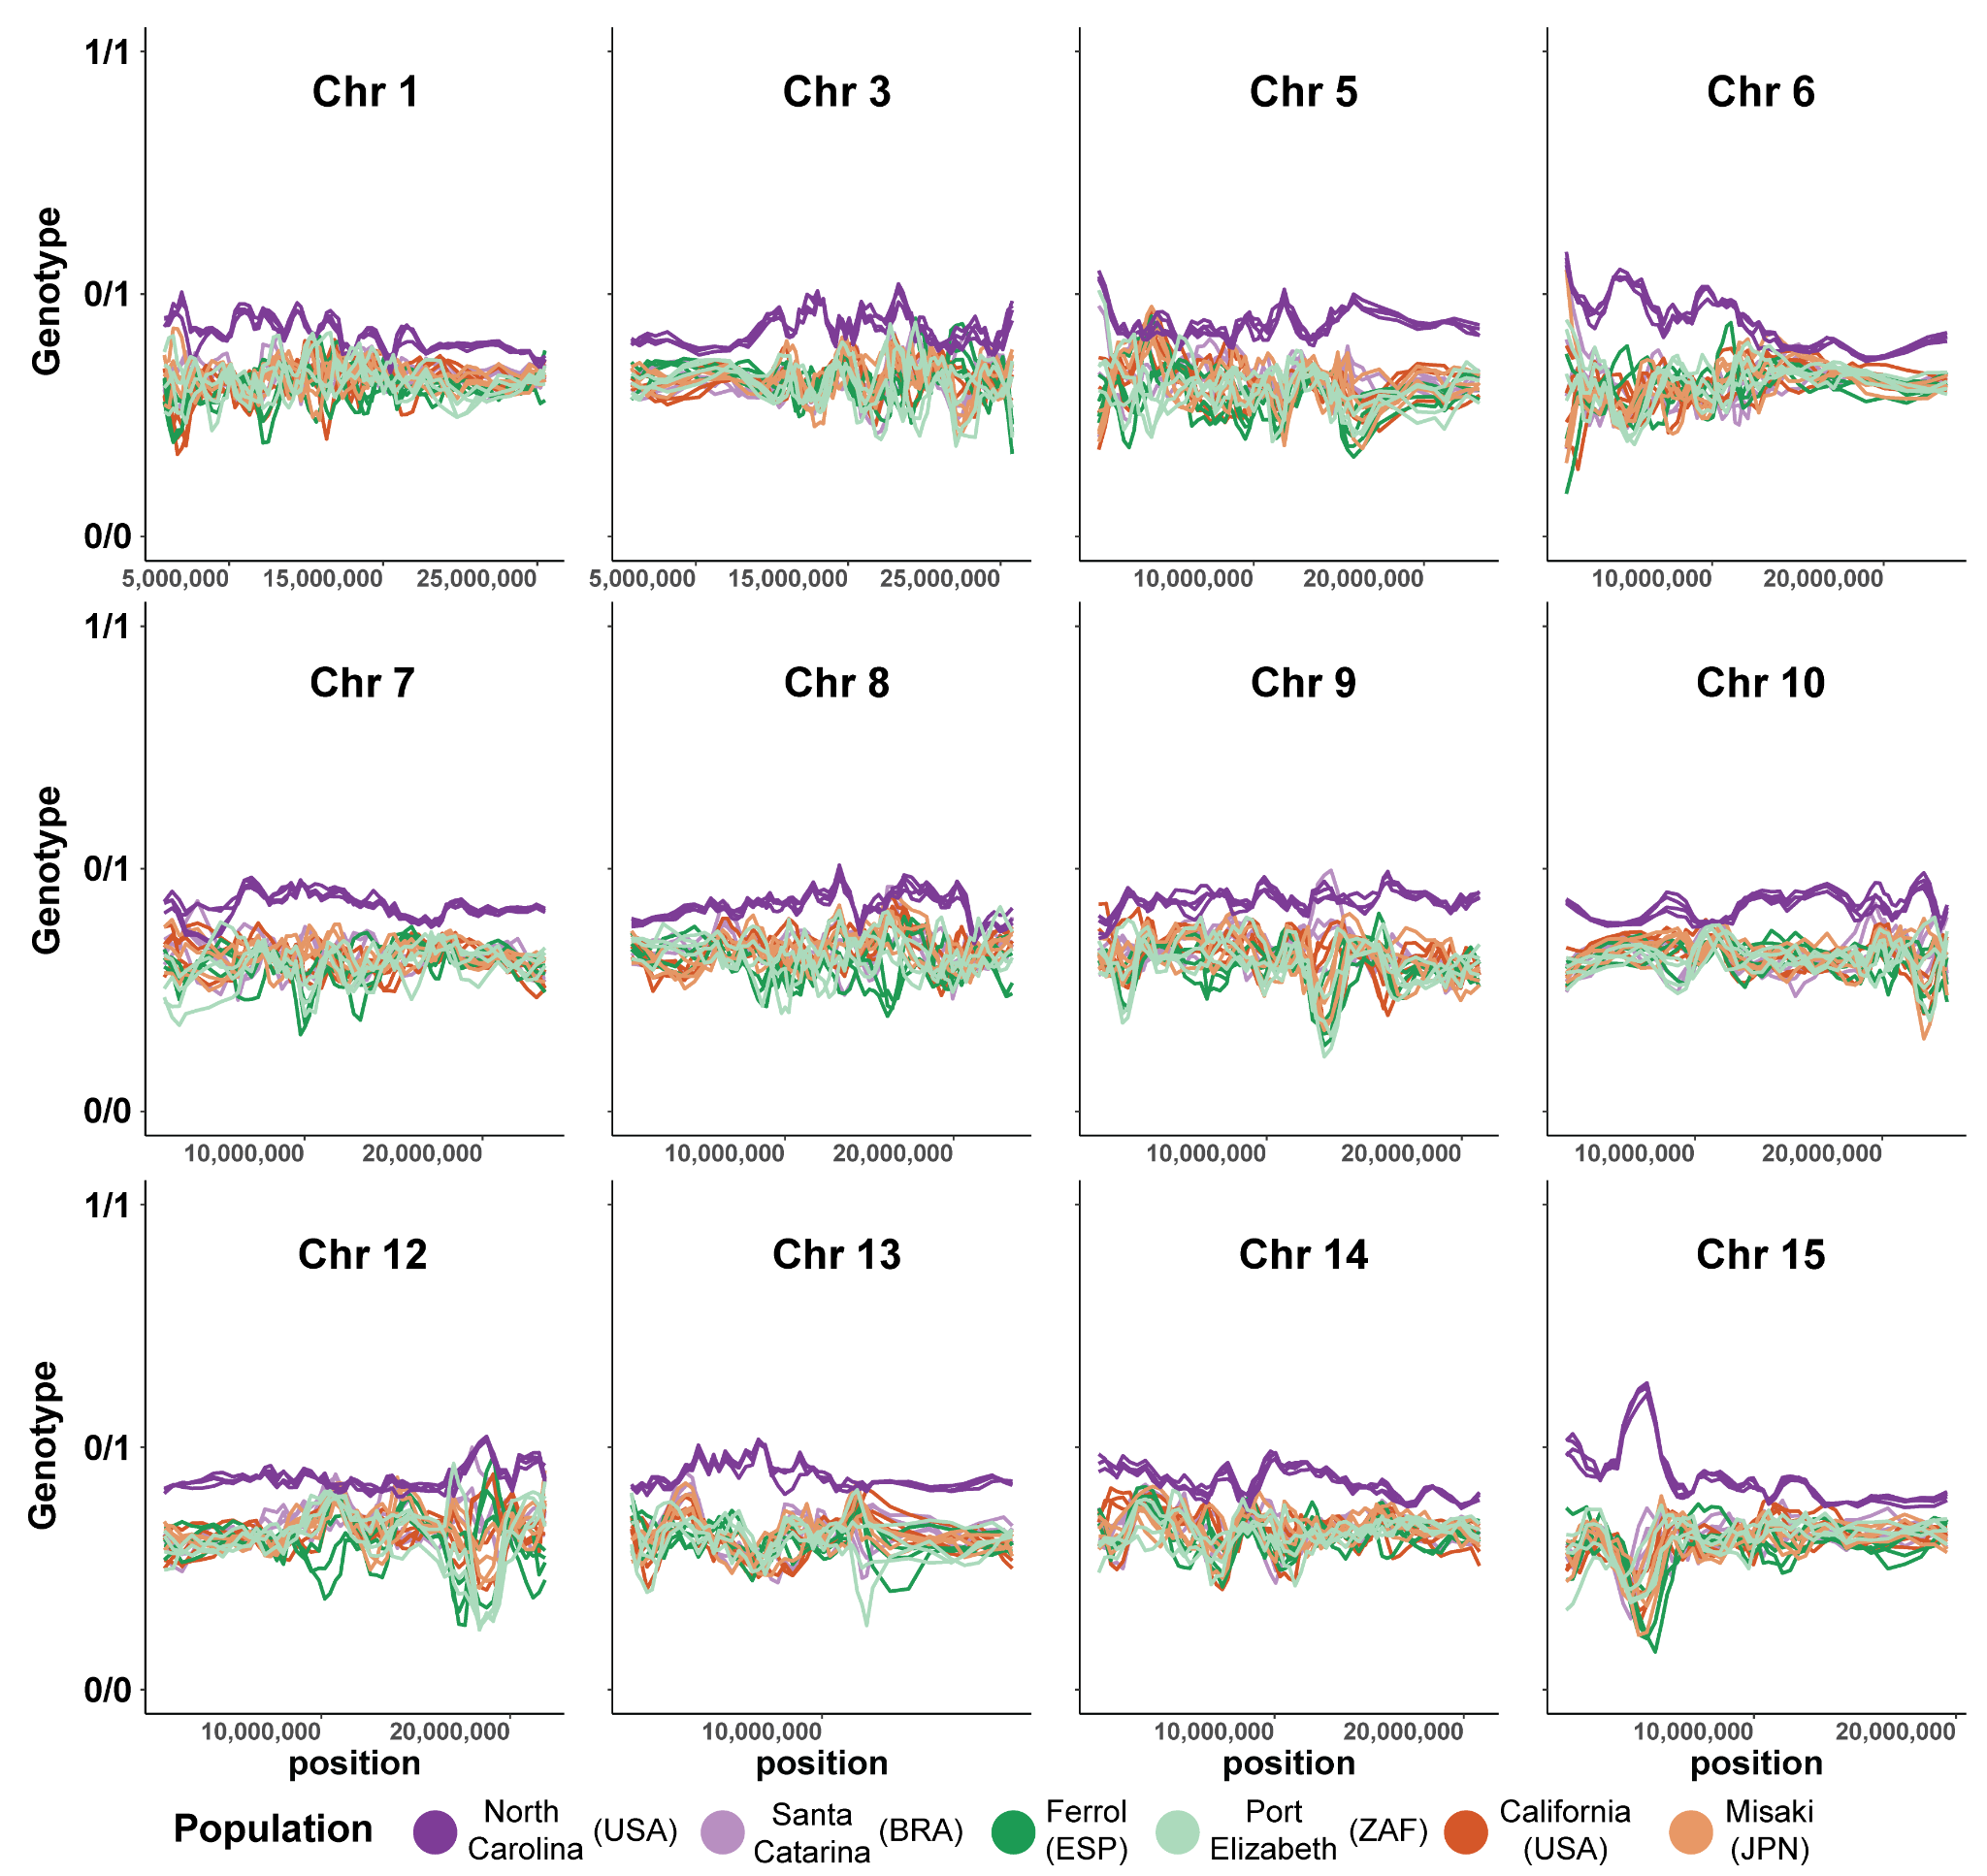 Chr 1
Chr 3
Chr 5
Chr 6
Genotype
1/1
0/1
0/0
5,000,000 15,000,000 25,000,000
5,000,000 15,000,000 25,000,000
10,000,000 20,000,000
10,000,000 20,000,000
Chr 7
Chr 8
Chr 9
Chr 10
Genotype
1/1
0/1
0/0
10,000,000 20,000,000
10,000,000 20,000,000
10,000,000 20,000,000
10,000,000 20,000,000
Chr 12
Chr 13
Chr 14
Chr 15
Genotype
1/1
0/1
0/0
10,000,000 20,000,000
10,000,000
10,000,000 20,000,000
10,000,000 20,000,000
position
position
position
position
Population
North
Carolina (USA)
Santa
Catarina (BRA)
Ferrol
(ESP)
Port
Elizabeth (ZAF)
California
(USA)
Misaki
(JPN)